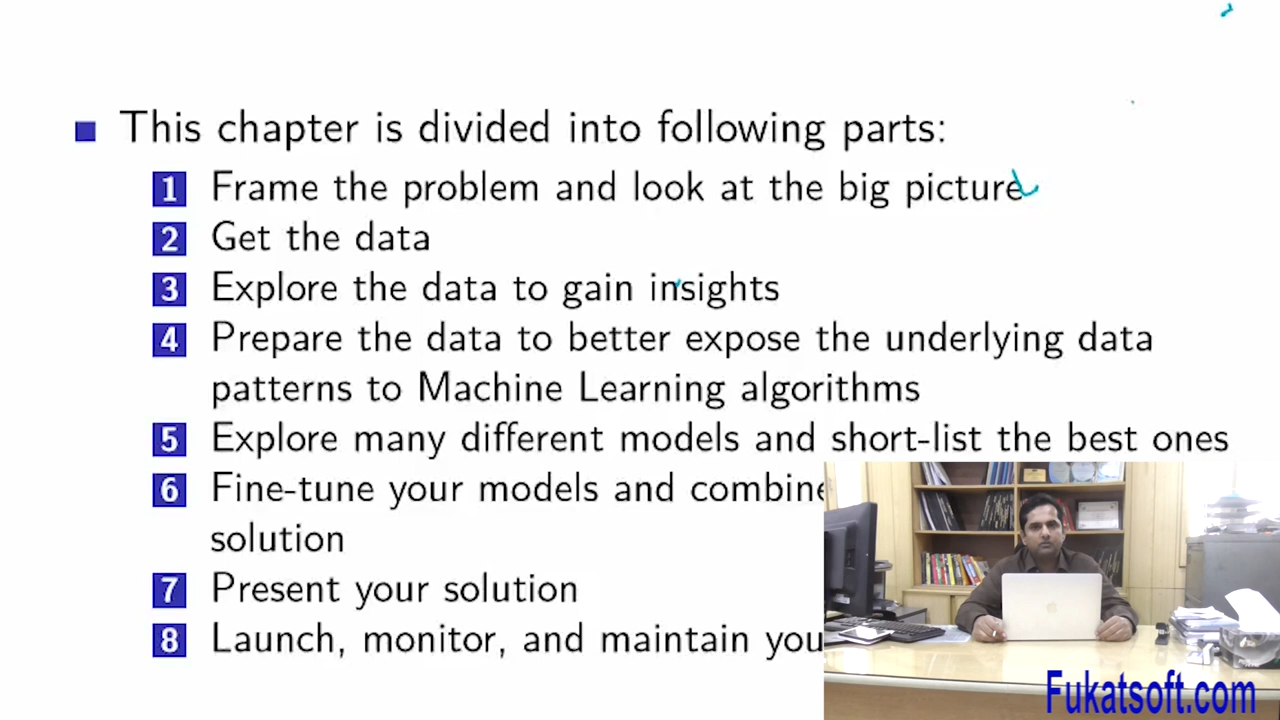 This chapter is divided into following parts:
1 Frame the problem and look at the big picture
2 Get the data
3 Explore the data to gain insights
4 Prepare the data to better expose the underlying data
patterns to Machine Learning algorithms
5 Explore many different models and short-list the best ones
6 Fine-tune your models and combine
solution
7 Present your solution
8 Launch, monitor, and maintain you
Fukatsoft.com